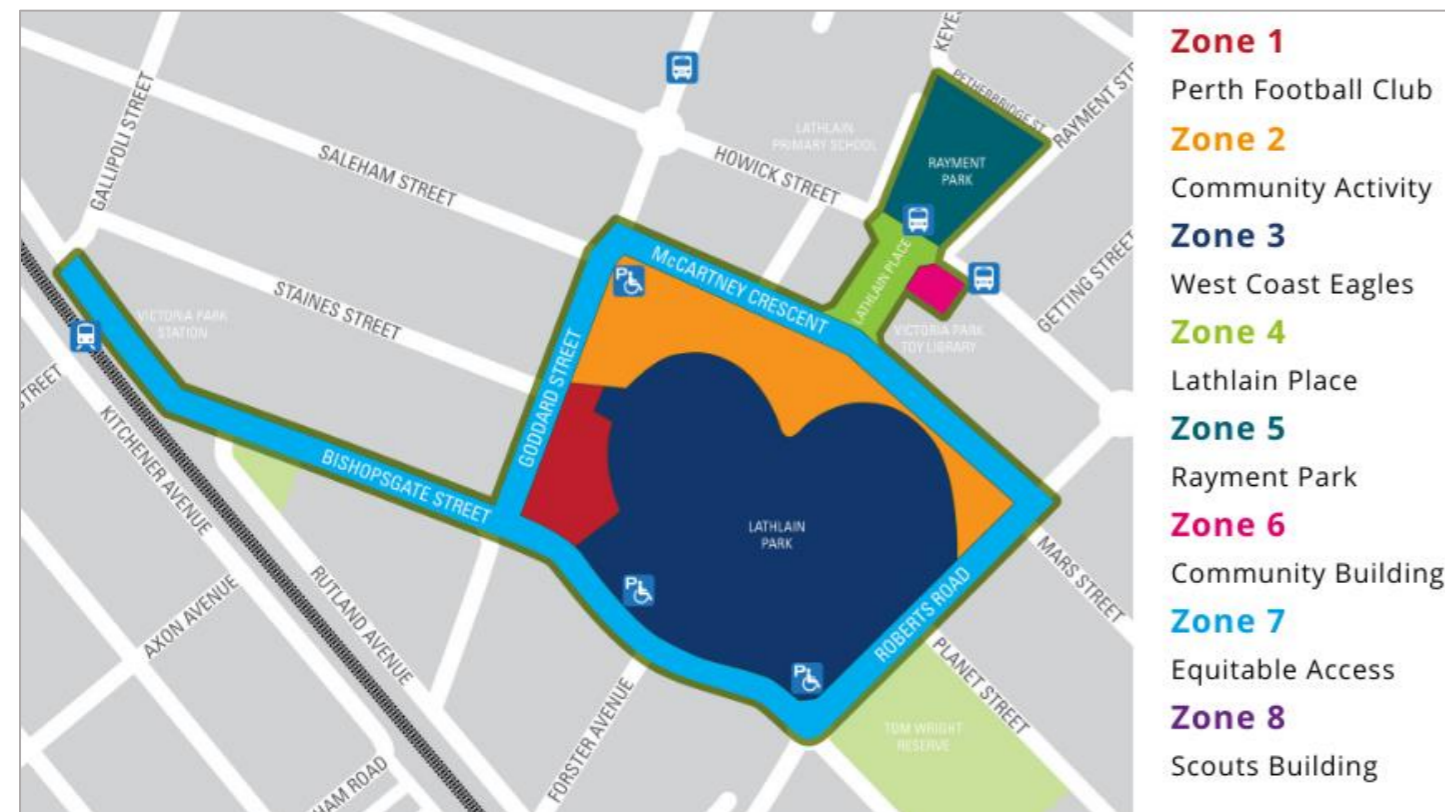 KEYES
PETHERBRIDGE ST
RAYMENT STR
GALLIPOLI STREET
LATHLAIN
PRIMARY SCHOOL
SALEHAM STREET
HOWICK STREET
RAYMENT
PARK
McCARTNEY CRESCENT
LATHLAIN PLACE
GETTING STREET
P
STAINES STREET
VICTORIA PARK
STATION
VICTORIA PARK
TOY LIBRARY
STREET
GODDARD STREET
KITCHENER AVENUE
BISHOPSGATE STREET
LATHLAIN
PARK
MARS STREET
P
ROBERTS ROAD
AXON AVENUE
RUTLAND AVENUE
PLANET STREET
P
FORSTER AVENUE
TOM WRIGHT
RESERVE
HAM ROAD
Zone 1
Perth Football Club
Zone 2
Community Activity
Zone 3
West Coast Eagles
Zone 4
Lathlain Place
Zone 5
Rayment Park
Zone 6
Community Building
Zone 7
Equitable Access
Zone 8
Scouts Building